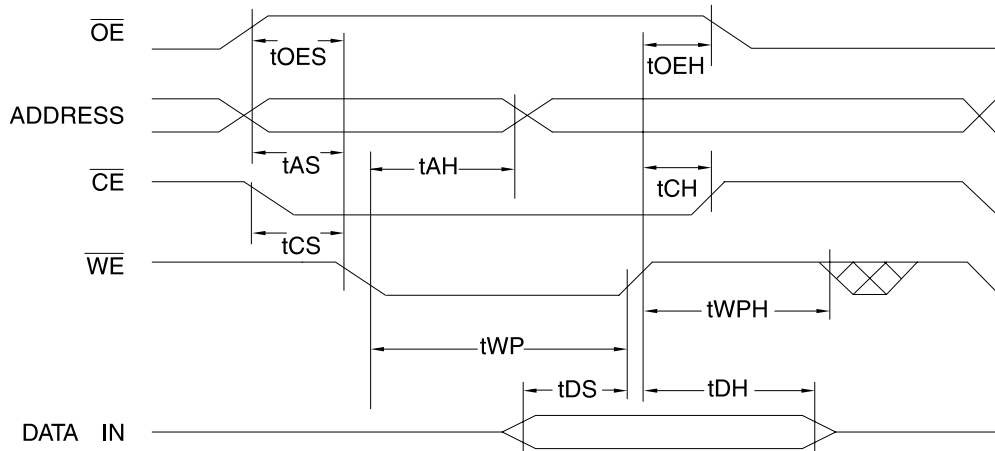 OE
tOES
tOEH
ADDRESS
tAS
tAH
CE
tCH
tCS
WE
tWPH
tWP
tDS
tDH
DATA IN